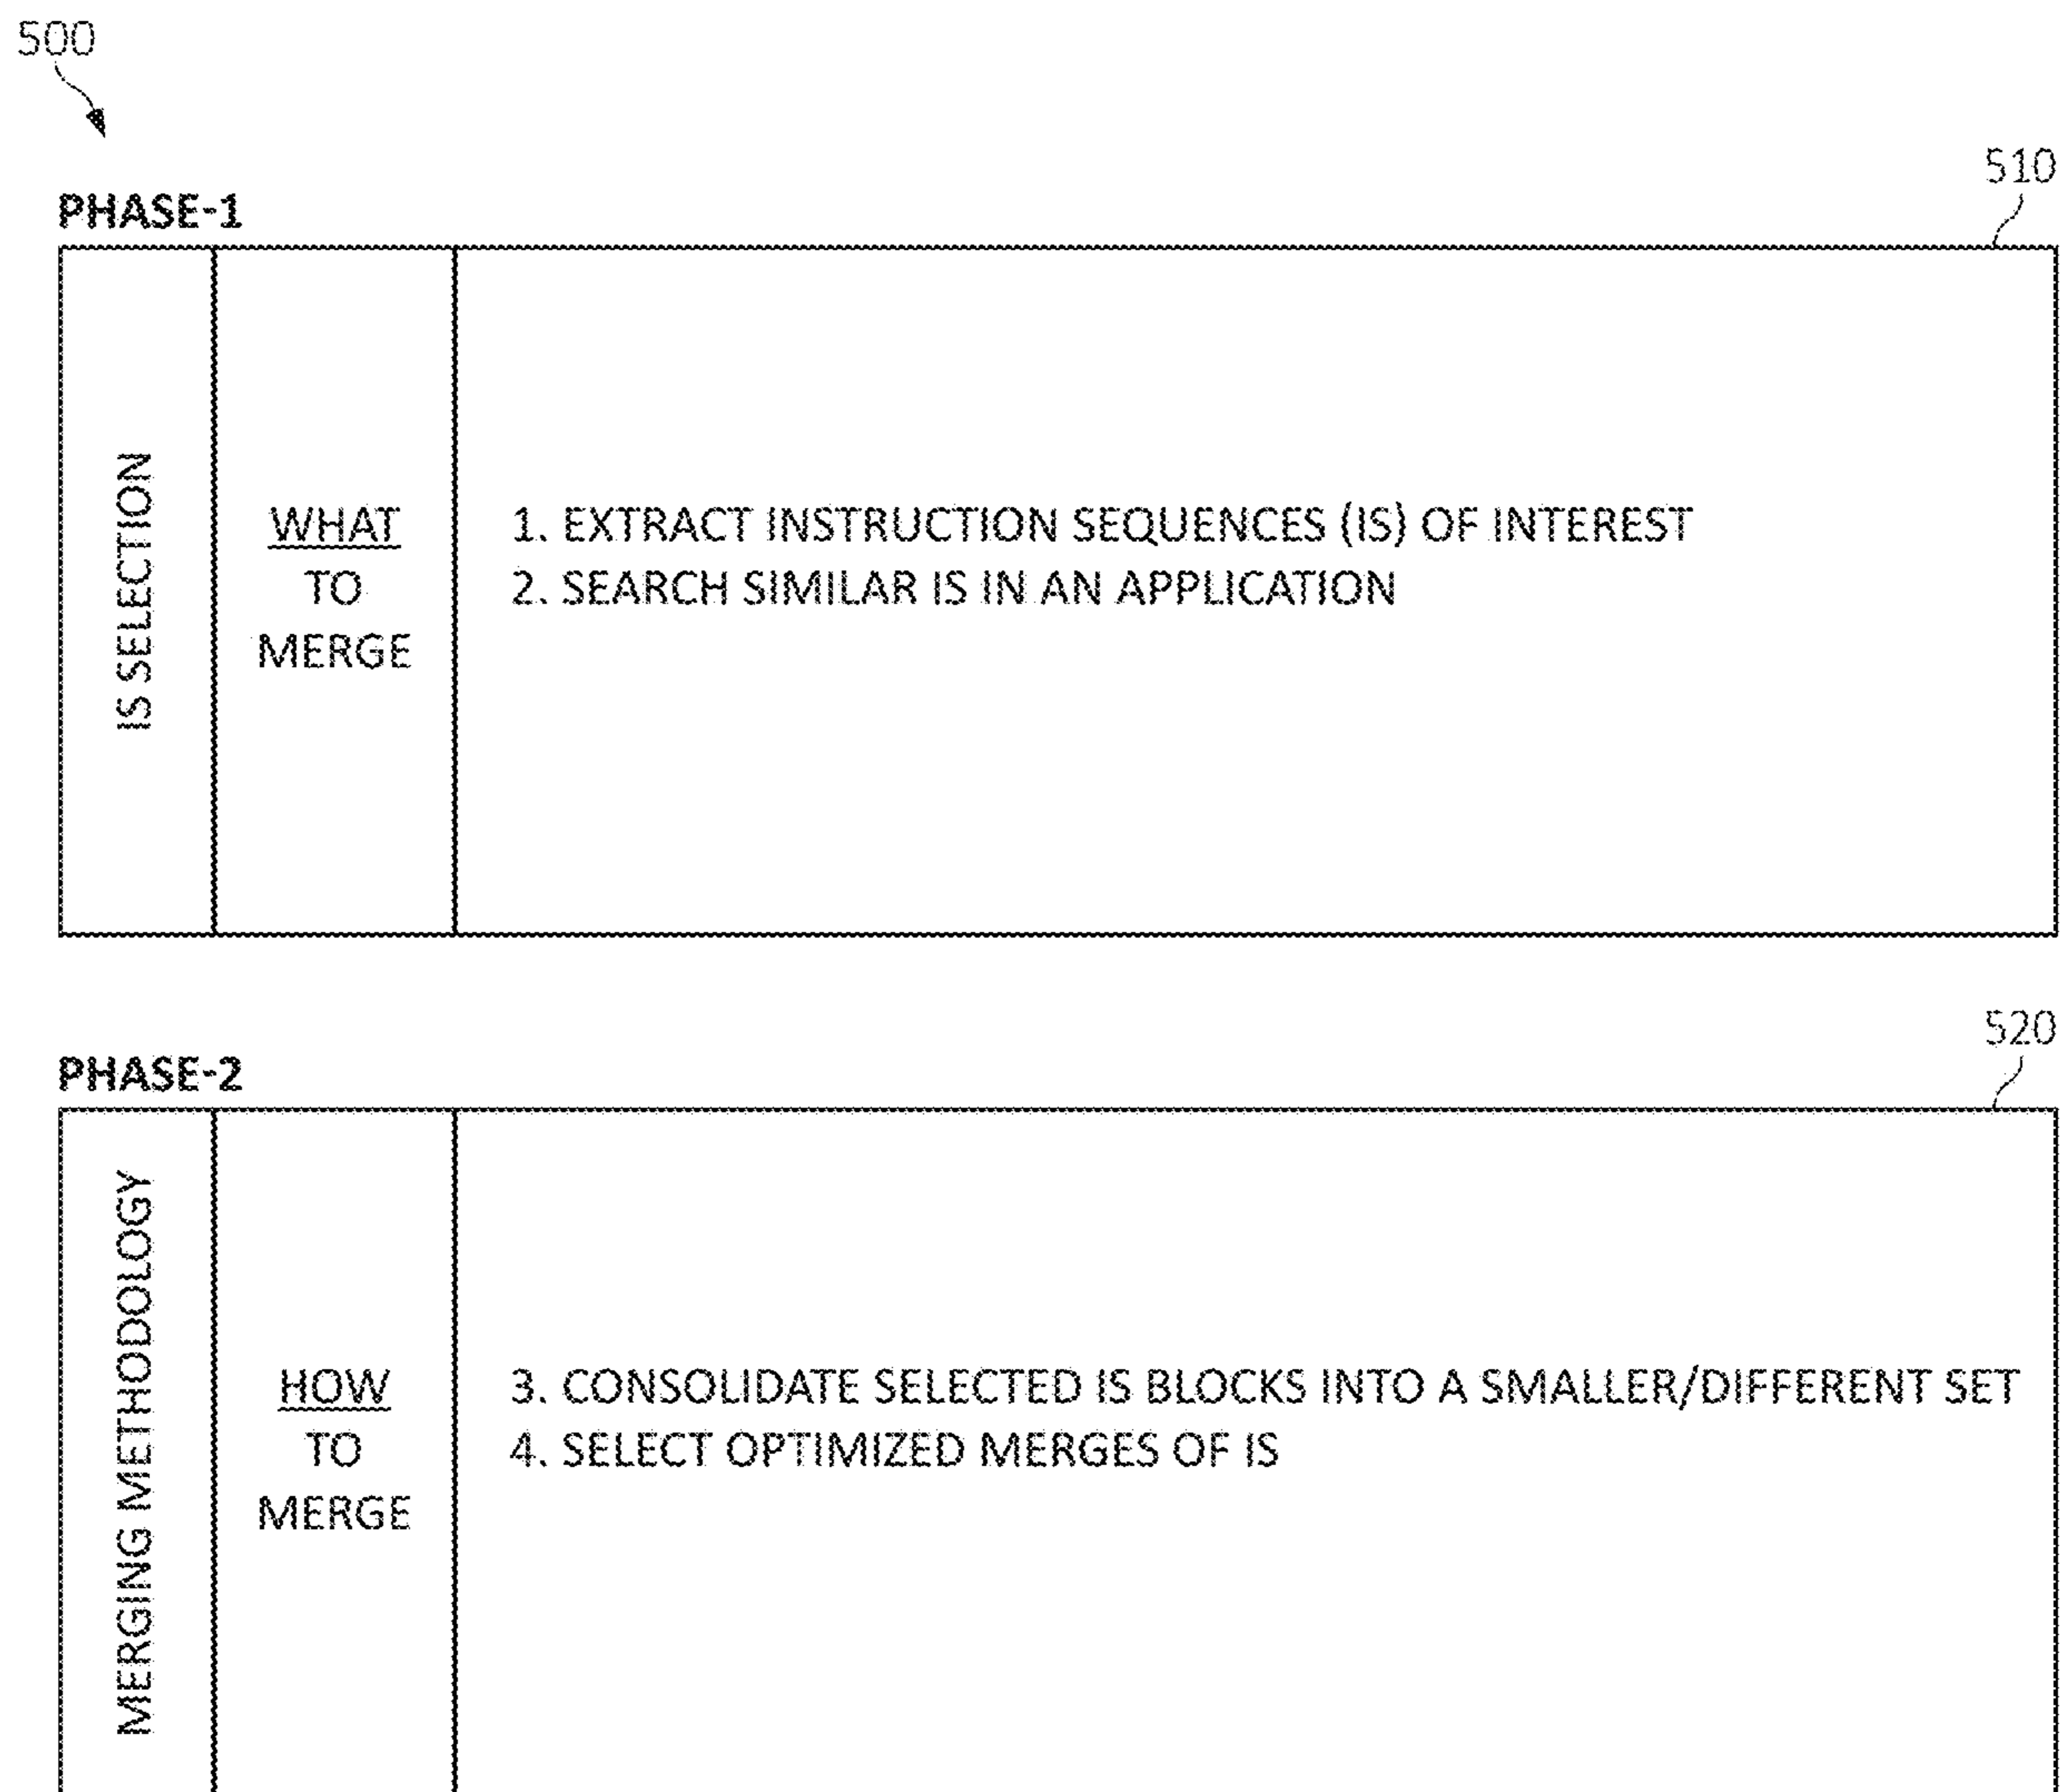 500
510
PHASE-1
IS SELECTION
WHAT
TO
MERGE
1. EXTRACT INSTRUCTION SEQUENCES (IS) OF INTEREST
2. SEARCH SIMILAR IS IN AN APPLICATION
520
PHASE-2
MERGING METHODOLOGY
HOW
TO
MERGE
3. CONSOLIDATE SELECTED IS BLOCKS INTO A SMALLER/DIFFERENT SET
4. SELECT OPTIMIZED MERGES OF IS